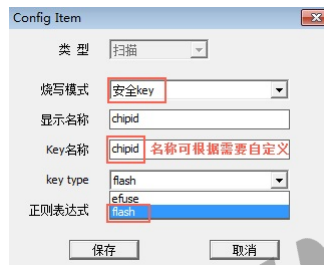 Config Item
类 型 扫描
烧写模式 安全key
显示名称 chipid
Key名称 chipid 名称可根据需要自定义
key type flash
efuse
正则表达式 flash
保存 取消